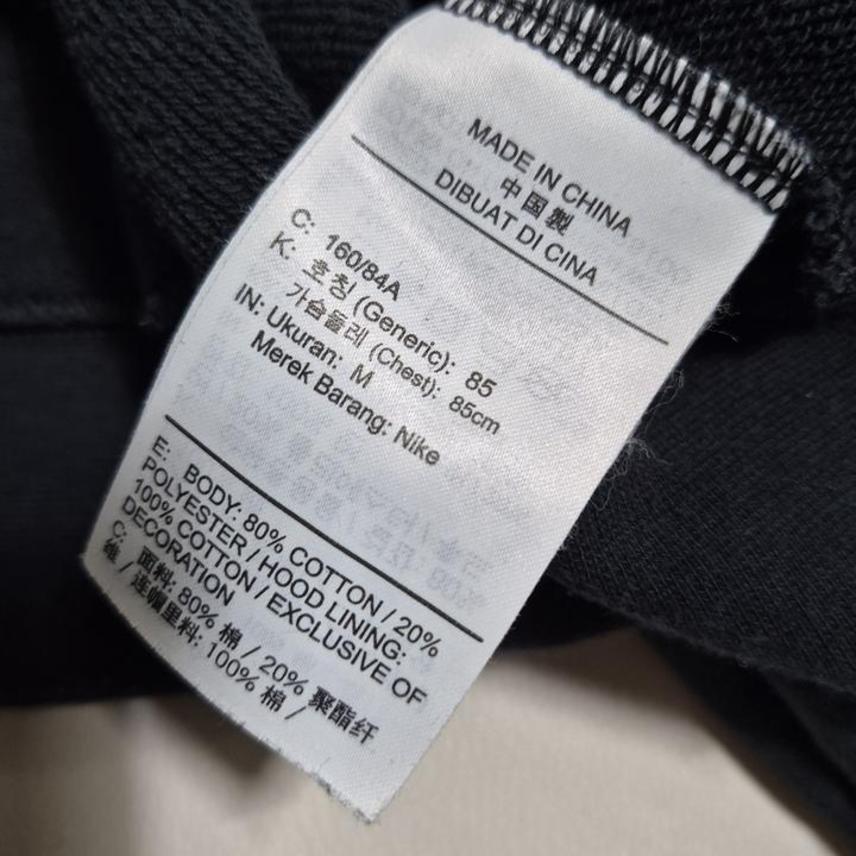 MADE IN CHINA
中国製
DIBUAT DI CINA
C: 160/84A
K: 호칭 (Generic): 85
가슴둘레 (Chest): 85cm
IN: Ukuran: M
Merek Barang: Nike
E: BODY: 80% COTTON / 20%
POLYESTER / HOOD LINING:
100% COTTON / EXCLUSIVE OF
DECORATION
C: 面料: 80% 棉 / 20% 聚酯纤
维 / 连帽里料: 100% 棉 /